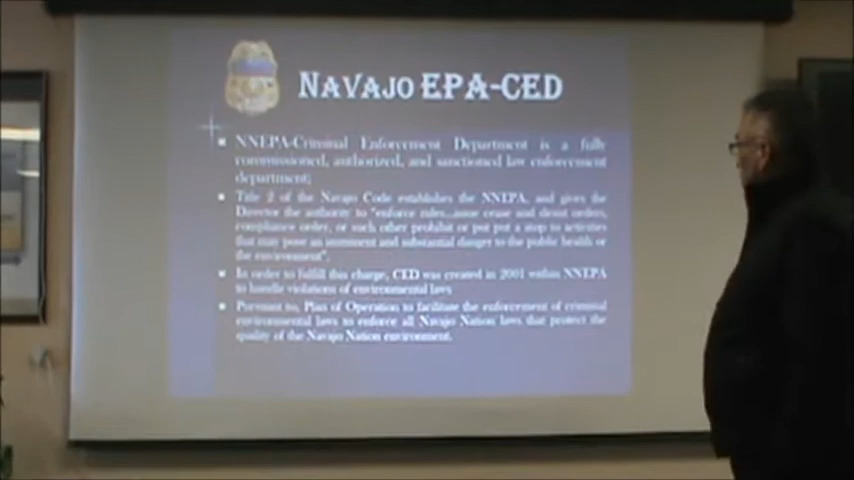 NAVAJO EPA-CED
NNEPA-Criminal Enforcement Department is a fully
commissioned, authorized, and sanctioned law enforcement
department;
Title 2 of the Navajo Code establishes the NNEPA, and gives the
Director the authority to "enforce rules...issue cease and desist orders,
compliance order, or such other prohibit or put put a stop to activities
that may pose an imminent and substantial danger to the public health or
the environment".
In order to fulfill this charge, CED was created in 2001 within NNEPA
to handle violations of environmental laws
Pursuant to, Plan of Operation to facilitate the enforcement of criminal
environmental laws to enforce all Navajo Nation laws that protect the
quality of the Navajo Nation environment.